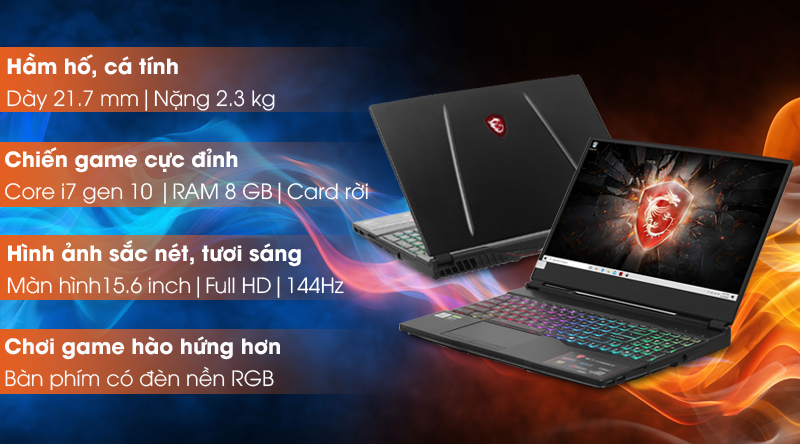 Hầm hố, cá tính
Dày 21.7 mm|Nặng 2.3 kg
Chiến game cực đỉnh
Core i7 gen 10 |RAM 8 GB|Card rời
Hình ảnh sắc nét, tươi sáng
Màn hình15.6 inch|Full HD|144Hz
Chơi game hào hứng hơn
Bàn phím có đèn nền RGB